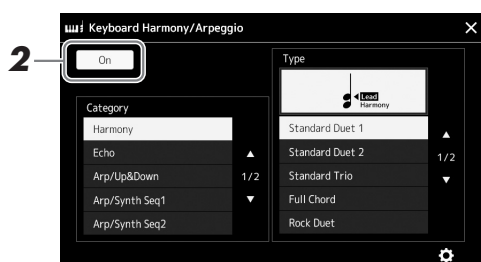 Keyboard Harmony/Arpeggio
2
On
Type
Lead
Harmony
Category
Harmony
Echo
Arp/Up&Down
Arp/Synth Seq1
Arp/Synth Seq2
1/2
Standard Duet 1
Standard Duet 2
Standard Trio
Full Chord
Rock Duet
1/2